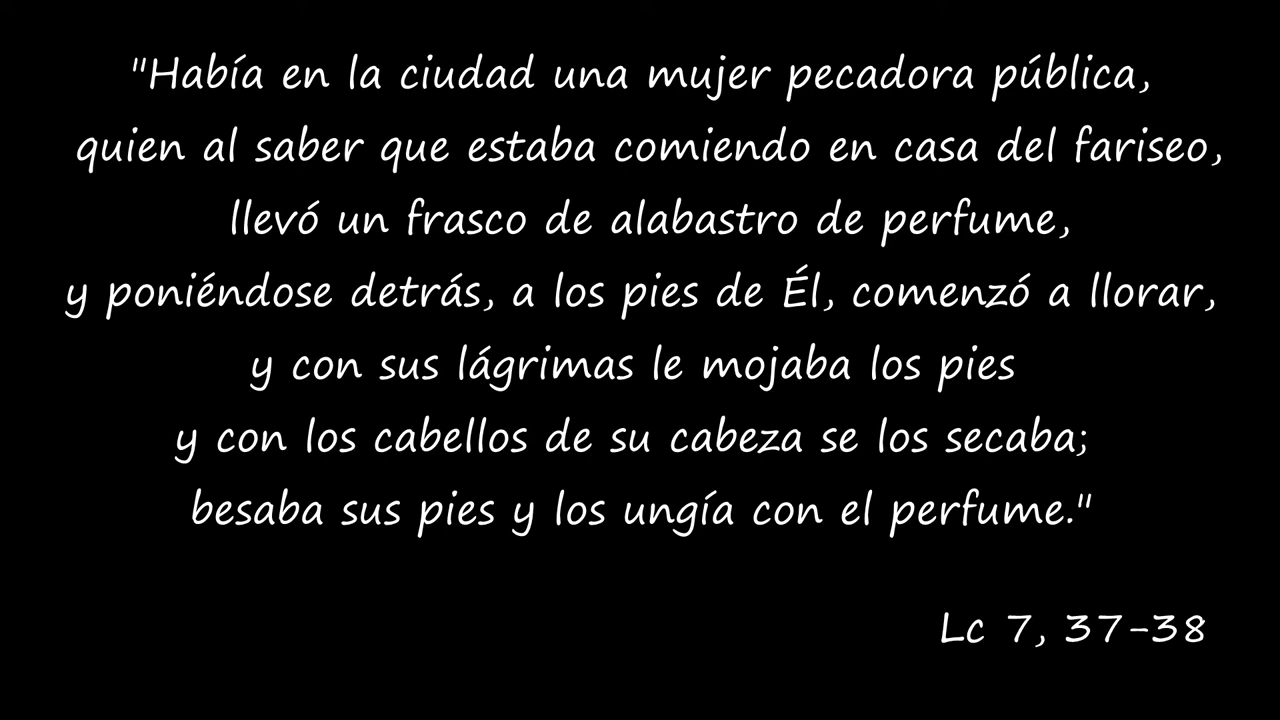 "Había en la ciudad una mujer pecadora pública,
quien al saber que estaba comiendo en casa del fariseo,
llevó un frasco de alabastro de perfume,
y poniéndose detrás, a los pies de Él, comenzó a llorar,
y con sus lágrimas le mojaba los pies
y con los cabellos de su cabeza se los secaba;
besaba sus pies y los ungía con el perfume."
Lc 7, 37-38